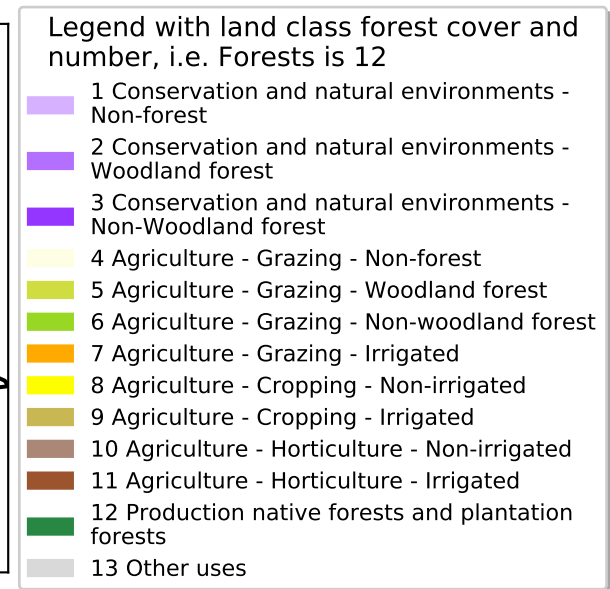 Legend with land class forest cover and
number, i.e. Forests is 12
1 Conservation and natural environments -
Non-forest
2 Conservation and natural environments -
Woodland forest
3 Conservation and natural environments -
Non-Woodland forest
4 Agriculture - Grazing - Non-forest
5 Agriculture - Grazing - Woodland forest
6 Agriculture - Grazing - Non-woodland forest
7 Agriculture - Grazing - Irrigated
8 Agriculture - Cropping - Non-irrigated
9 Agriculture - Cropping - Irrigated
10 Agriculture - Horticulture - Non-irrigated
11 Agriculture - Horticulture - Irrigated
12 Production native forests and plantation
forests
13 Other uses